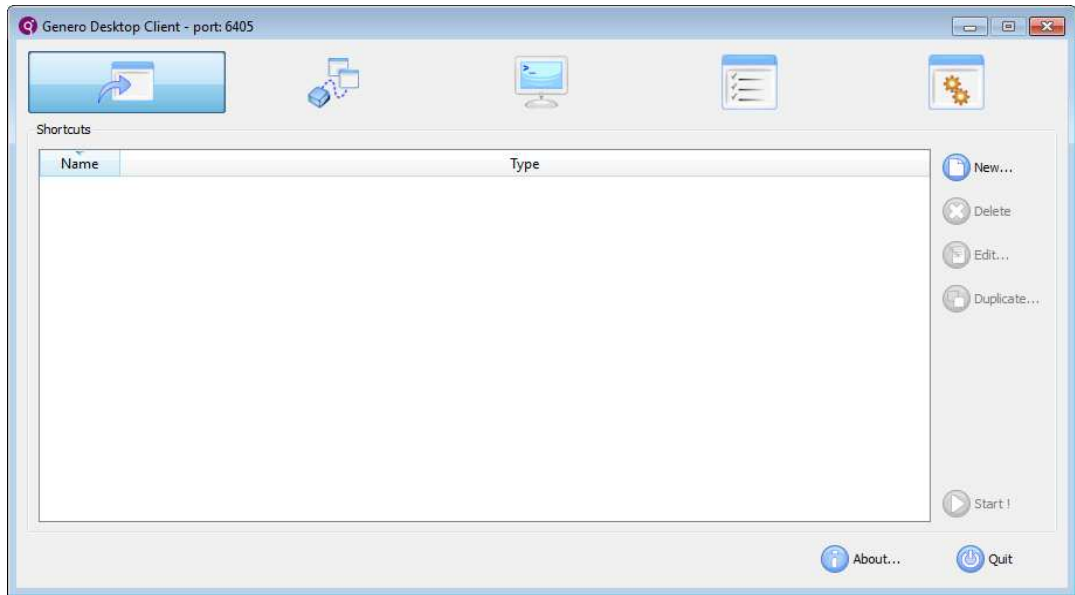 Genero Desktop Client - port: 6405
>_
Shortcuts
Name
Type
New...
Delete
Edit...
Duplicate...
Start !
About...
Quit